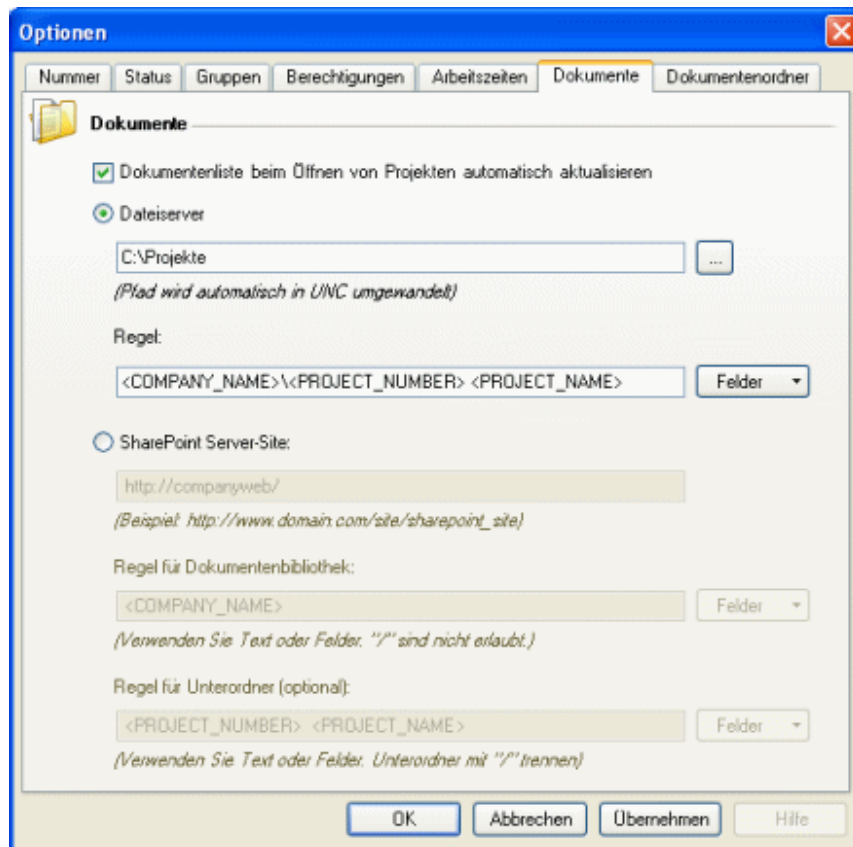 Optionen
Nummer Status Gruppen Berechtigungen Arbeitszeiten Dokumente Dokumentenordner
Dokumente
Dokumentenliste beim Öffnen von Projekten automatisch aktualisieren
Dateiserver
C:\Projekte ...
(Pfad wird automatisch in UNC umgewandelt)
Regel:
<COMPANY_NAME>\<PROJECT_NUMBER> <PROJECT_NAME> Felder
SharePoint Server-Site:
http://companyweb/
(Beispiel: http://www.domain.com/site/sharepoint_site)
Regel für Dokumentenbibliothek:
<COMPANY_NAME> Felder
(Verwenden Sie Text oder Felder. "/" sind nicht erlaubt.)
Regel für Unterordner (optional):
<PROJECT_NUMBER> <PROJECT_NAME> Felder
(Verwenden Sie Text oder Felder. Unterordner mit "/" trennen)
OK Abbrechen Übernehmen Hilfe